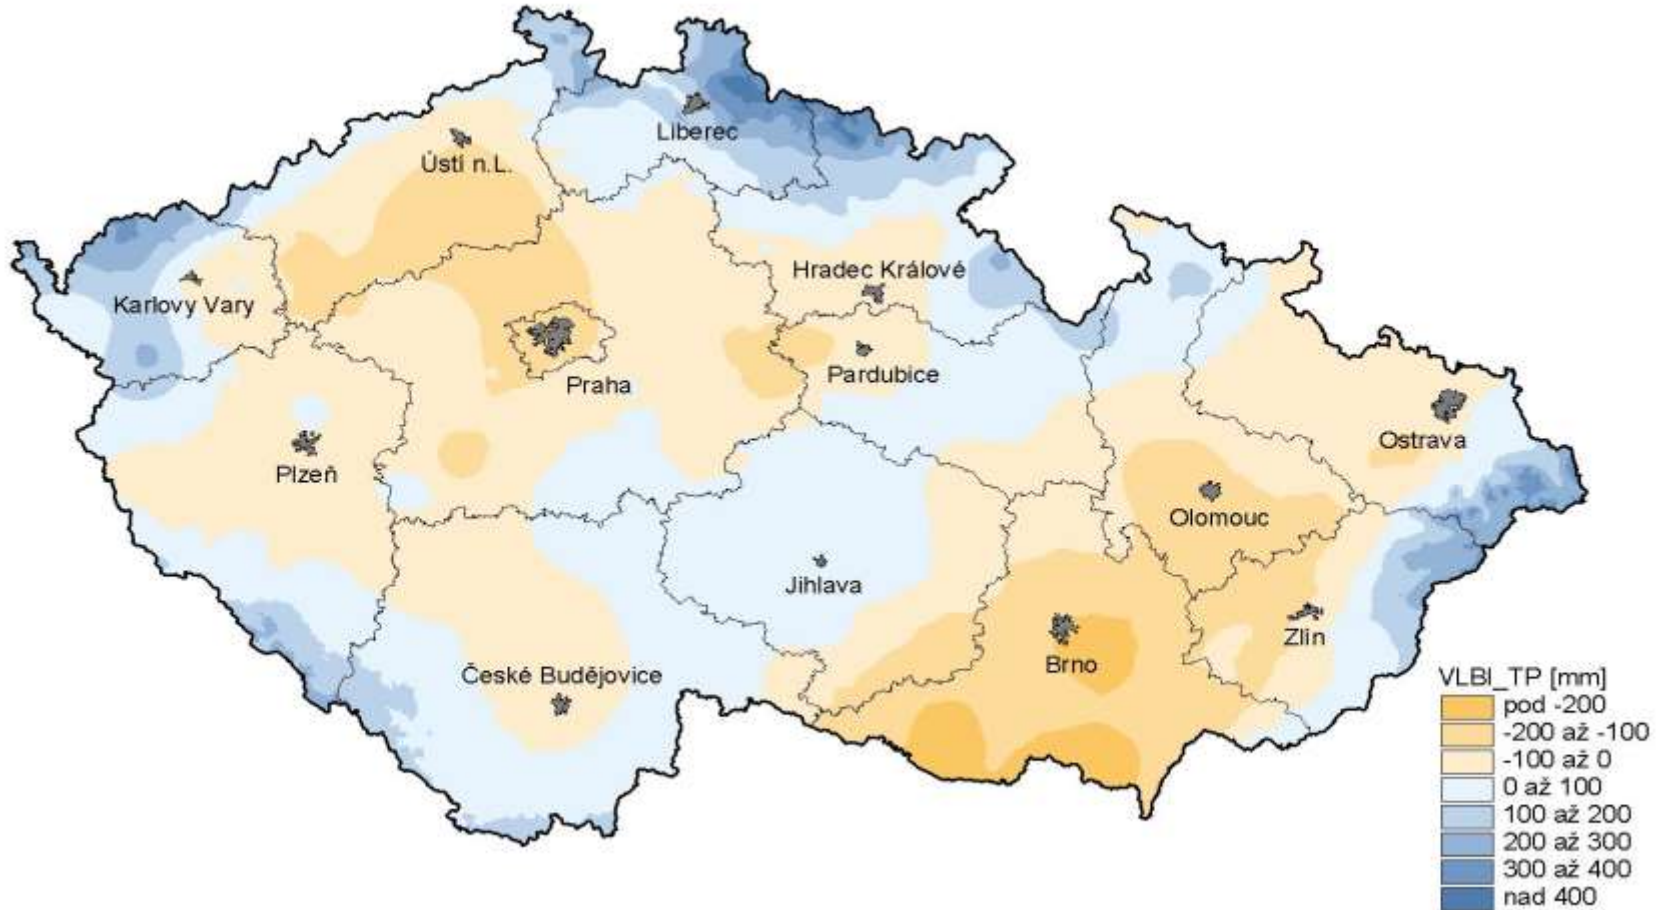 Liberec
Ústí n.L.
Hradec Králové
Karlovy Vary
Praha
Pardubice
Ostrava
Plzeň
Olomouc
Jihlava
Zlín
Brno
České Budějovice
VLBI_TP [mm]
pod -200
-200 až -100
-100 až 0
0 až 100
100 až 200
200 až 300
300 až 400
nad 400